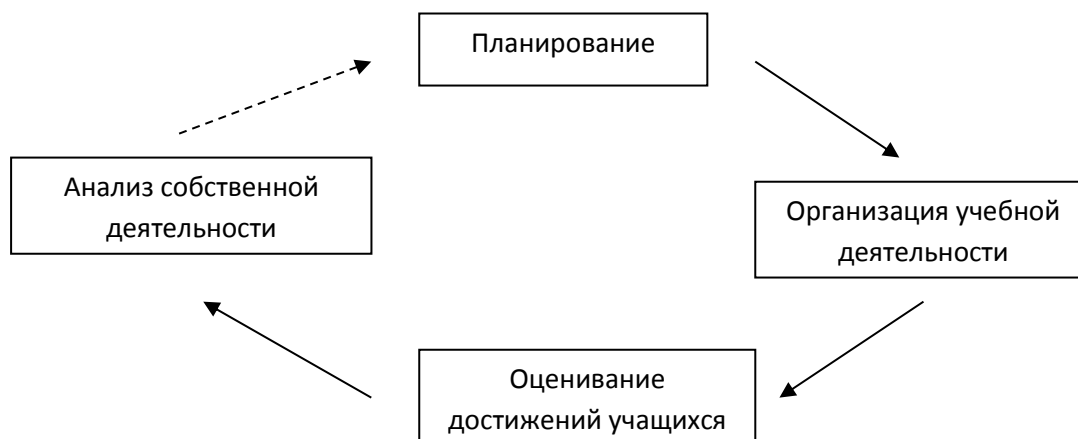 Планирование
Анализ собственной
деятельности
Организация учебной
деятельности
Оценивание
достижений учащихся